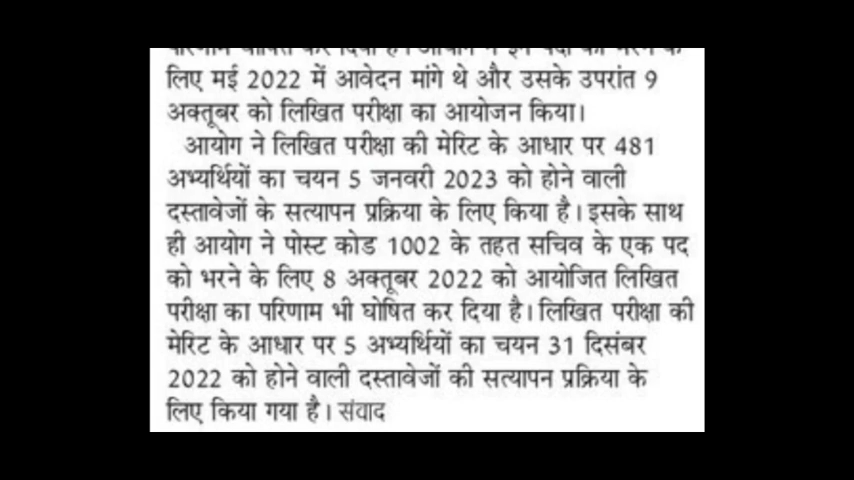 लिए मई 2022 में आवेदन मांगे थे और उसके उपरांत 9
अक्तूबर को लिखित परीक्षा का आयोजन किया।
आयोग ने लिखित परीक्षा की मेरिट के आधार पर 481
अभ्यर्थियों का चयन 5 जनवरी 2023 को होने वाली
दस्तावेजों के सत्यापन प्रक्रिया के लिए किया है। इसके साथ
ही आयोग ने पोस्ट कोड 1002 के तहत सचिव के एक पद
को भरने के लिए 8 अक्तूबर 2022 को आयोजित लिखित
परीक्षा का परिणाम भी घोषित कर दिया है। लिखित परीक्षा की
मेरिट के आधार पर 5 अभ्यर्थियों का चयन 31 दिसंबर
2022 को होने वाली दस्तावेजों की सत्यापन प्रक्रिया के
लिए किया गया है। संवाद